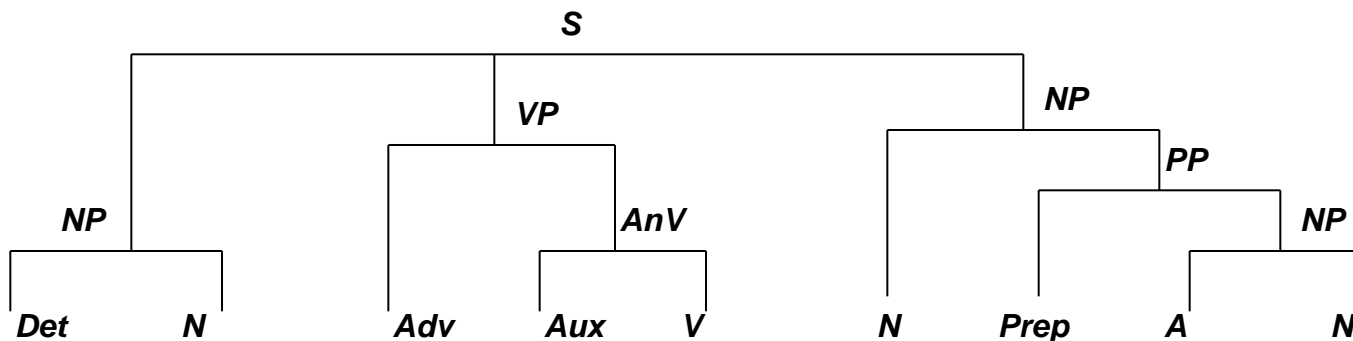 S
VP NP
PP
NP AnV NP
Det N Adv Aux V N Prep A N